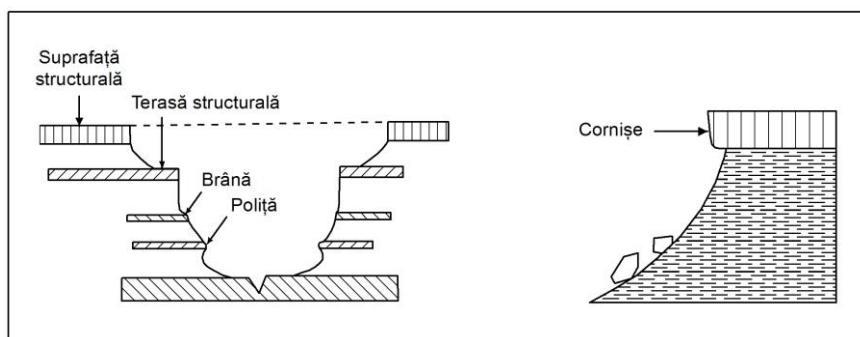 Suprafață
structurală
Terasă structurală
Brână
Poliță
Cornișe